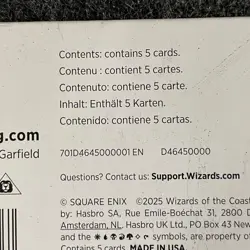 Contents: contains 5 cards.
Contenu : contient 5 cartes.
Contenuto: contiene 5 carte.
Inhalt: Enthält 5 Karten.
Contenido: contiene 5 cartas.
g.com
Garfield
701D4645000001 EN D46450000
Questions? Contact us: Support.Wizards.com
© SQUARE ENIX ©2025 Wizards of the Coast
by: Hasbro SA, Rue Emile-Boéchat 31, 2800 D
Amsterdam, NL. Hasbro UK Ltd., PO Box 43 New
and the symbols, are property of
Contains 5 cards. MADE IN USA.